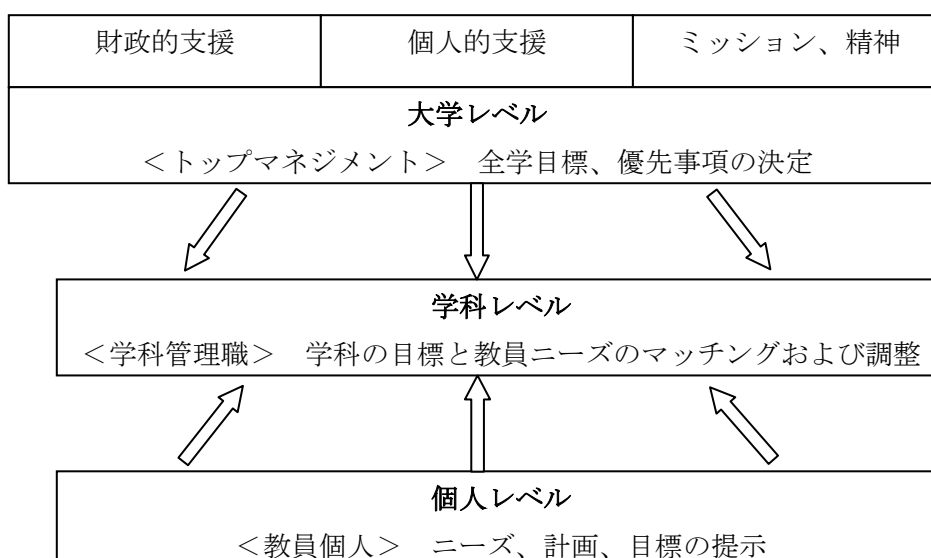 財政的支援 個人的支援 ミッション、精神
大学レベル
＜トップマネジメント＞　全学目標、優先事項の決定
学科レベル
＜学科管理職＞　学科の目標と教員ニーズのマッチングおよび調整
個人レベル
＜教員個人＞　ニーズ、計画、目標の提示